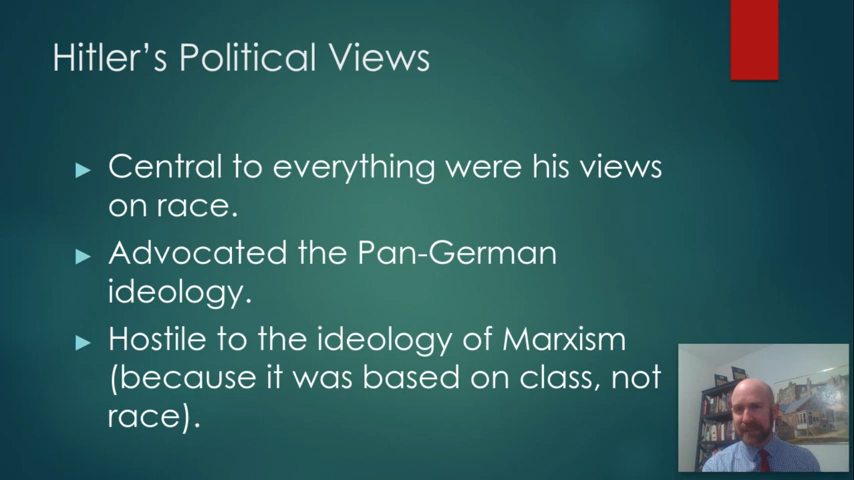 Hitler’s Political Views
Central to everything were his views
on race.
Advocated the Pan-German
ideology.
Hostile to the ideology of Marxism
(because it was based on class, not
race).